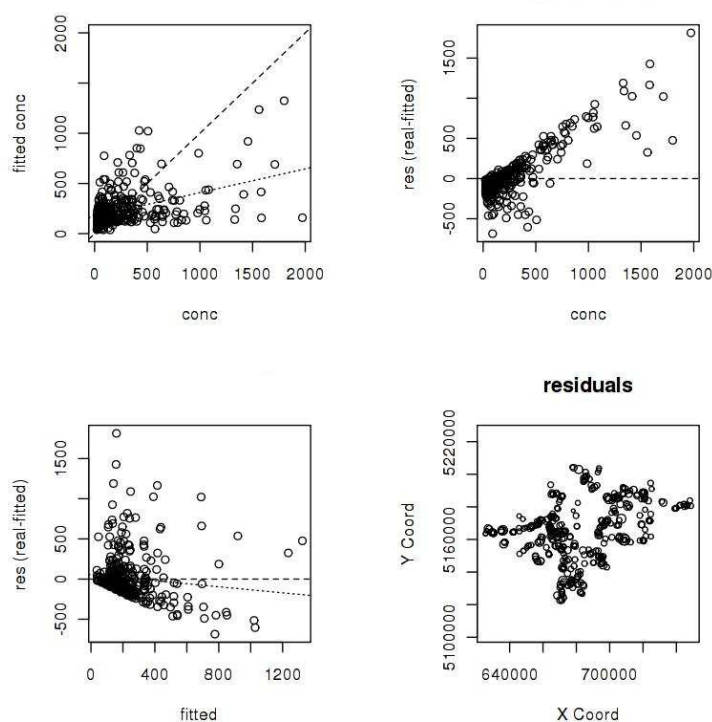 fitted conc
2000
1000
500
0
0 500 1000 1500 2000
conc
res (real-fitted)
1500
500
0
-500
0 500 1000 1500 2000
conc
res (real-fitted)
1500
500
0
-500
0 400 800 1200
fitted
residuals
Y Coord
5220000
5160000
5100000
640000 700000
X Coord